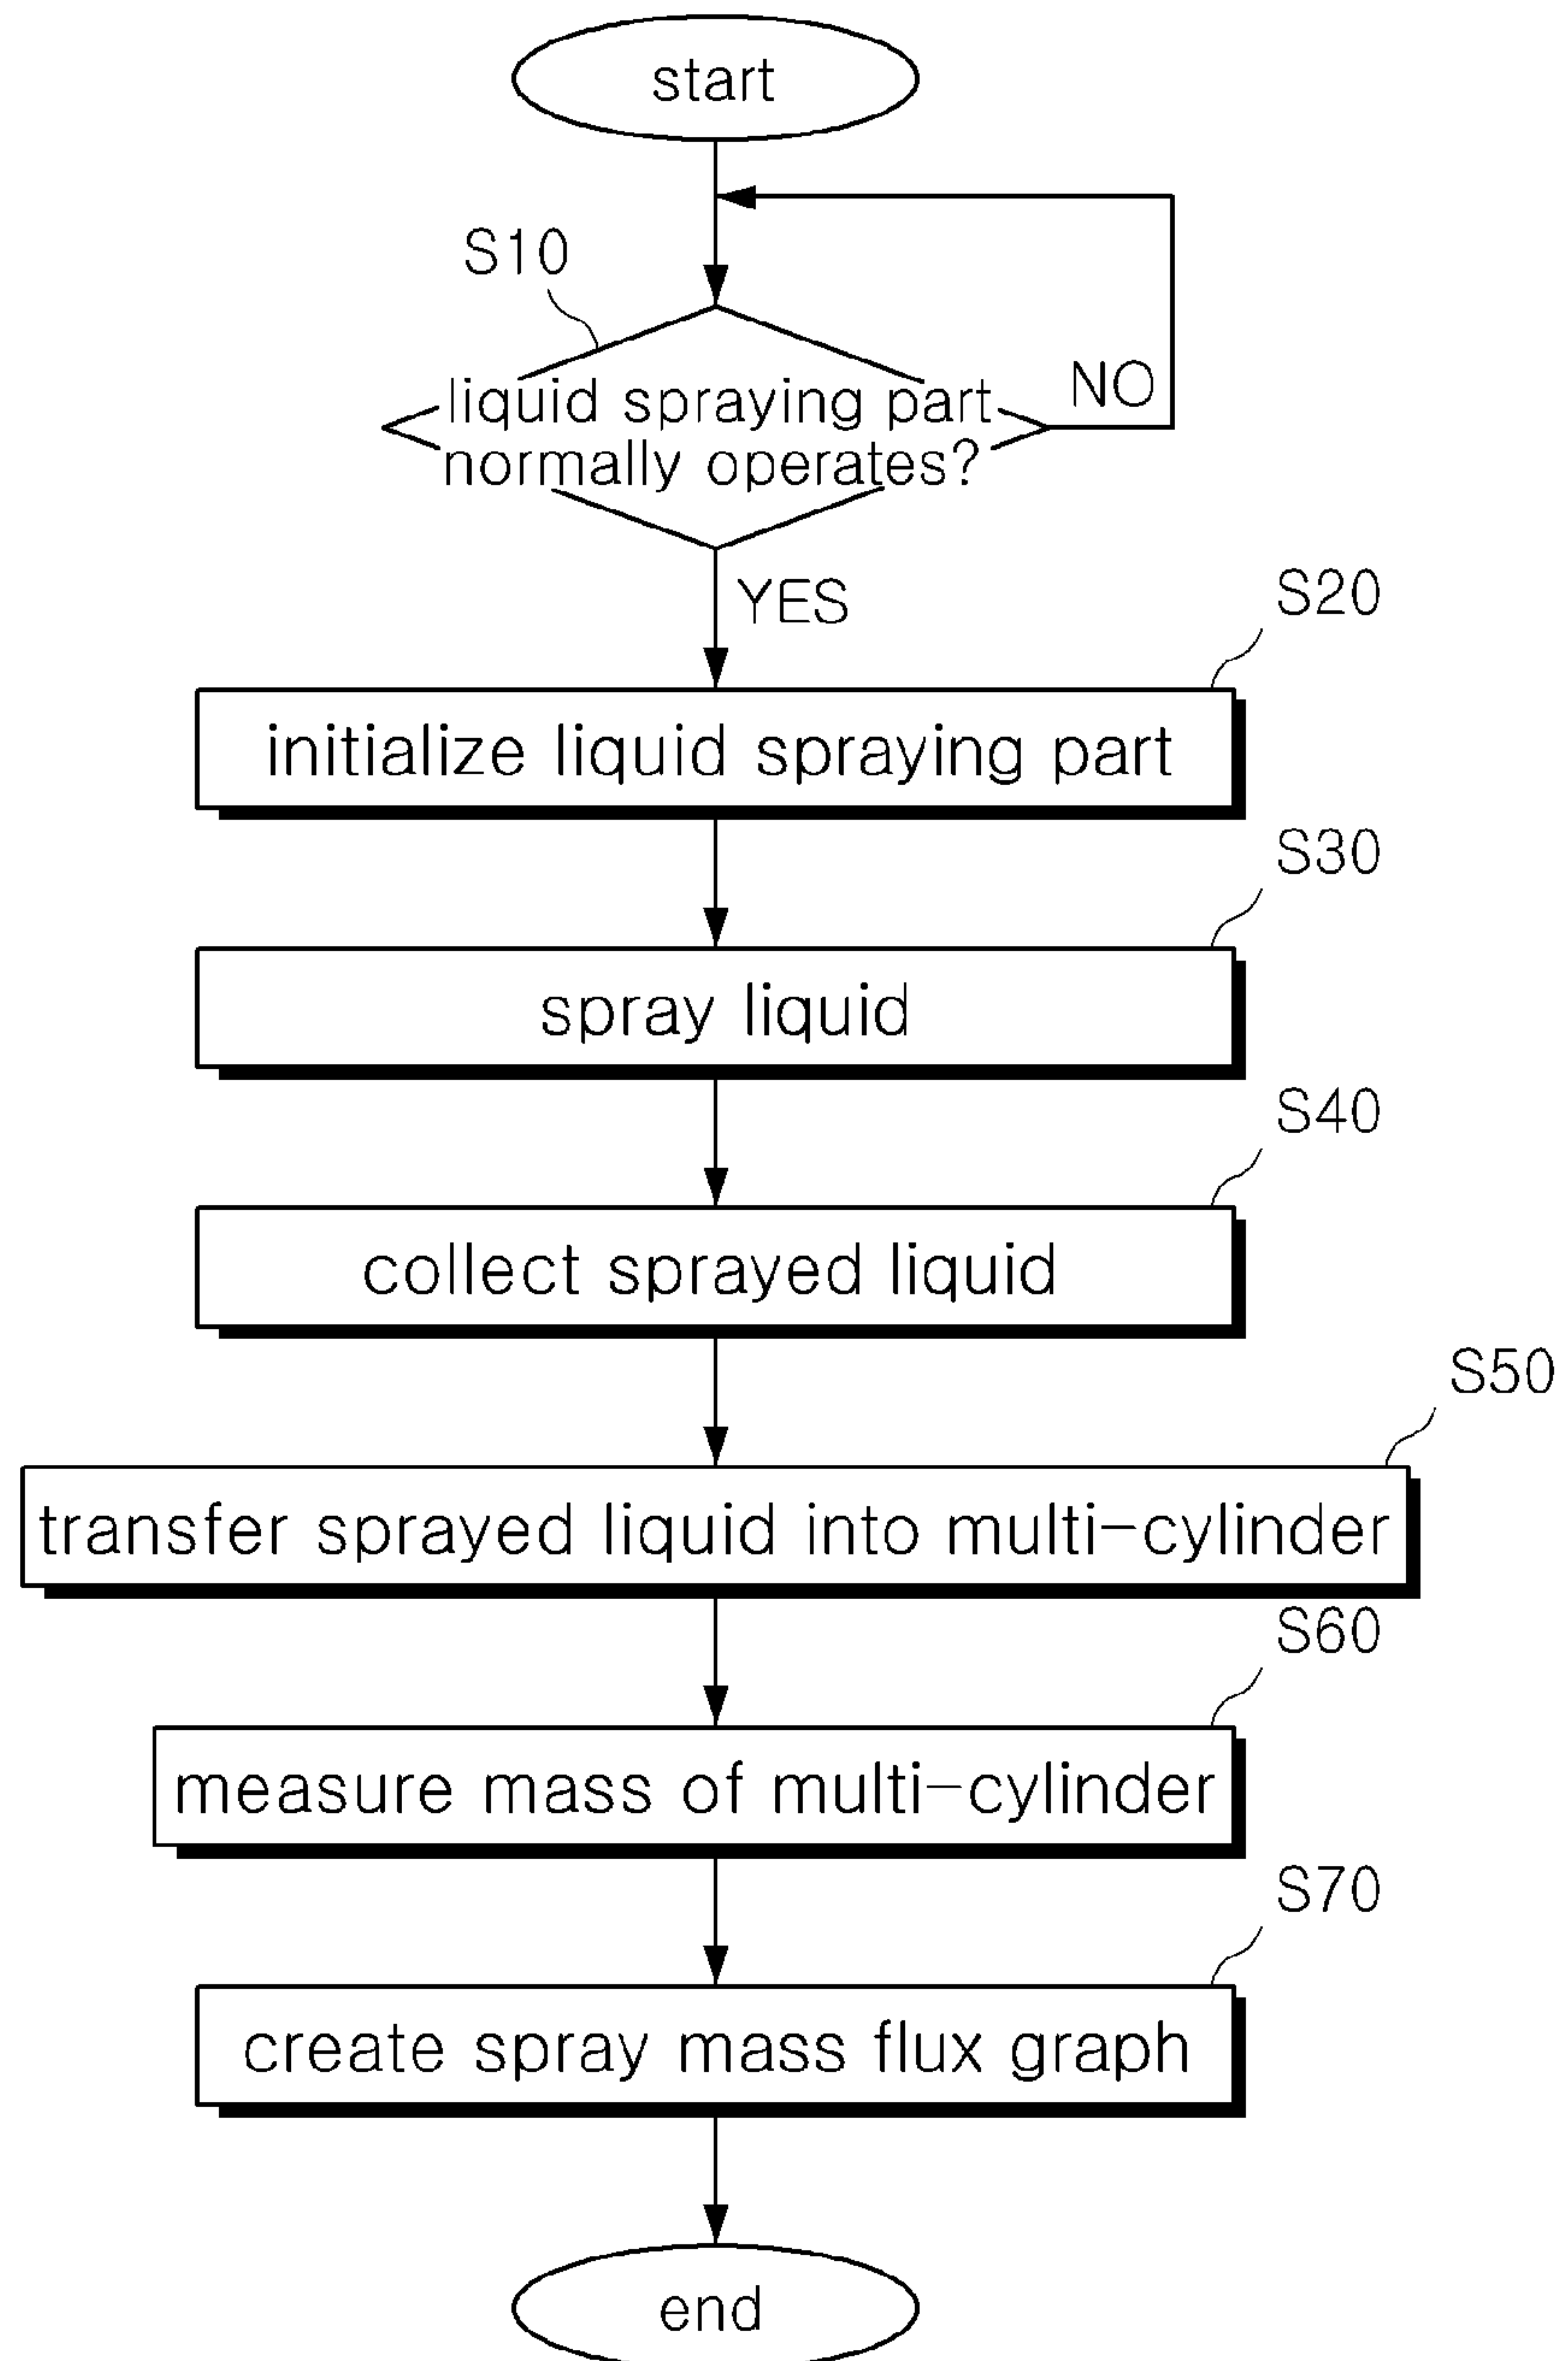 start
S10
liquid spraying part
normally operates?
NO
YES
S20
initialize liquid spraying part
S30
spray liquid
S40
collect sprayed liquid
S50
transfer sprayed liquid into multi-cylinder
S60
measure mass of multi-cylinder
S70
create spray mass flux graph
end